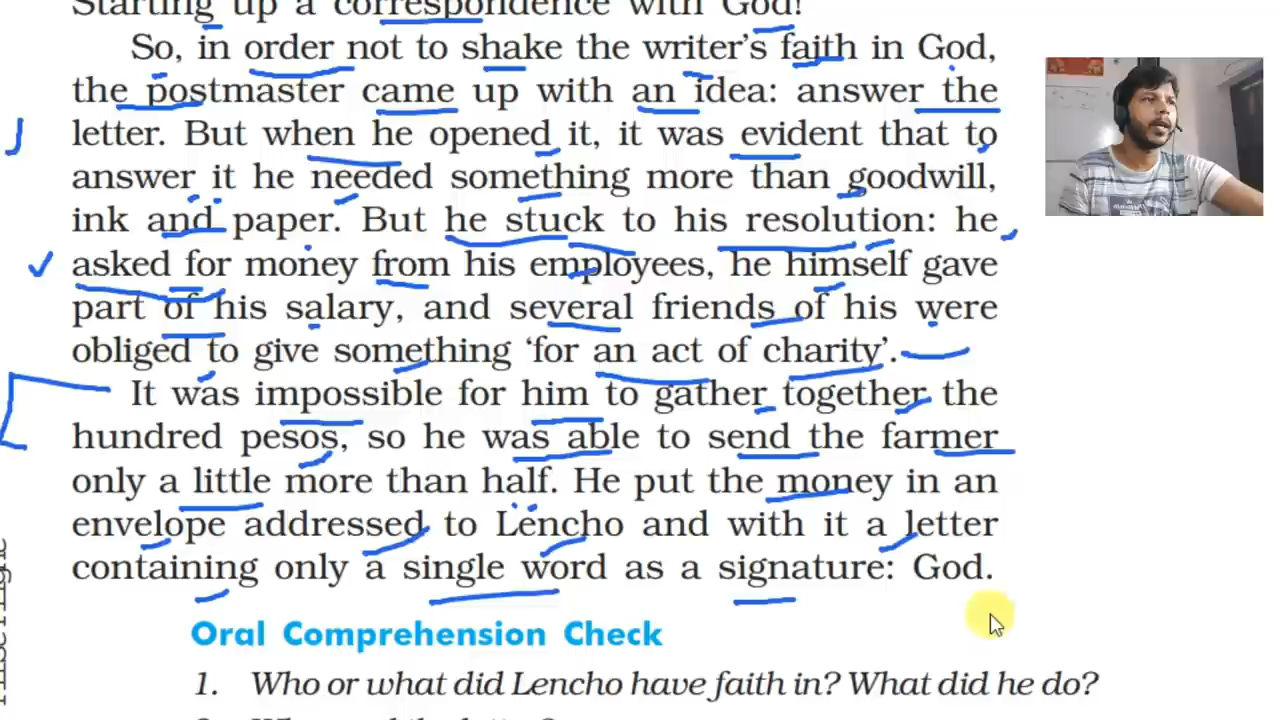 Starting up a correspondence with God!
So, in order not to shake the writer's faith in God,
the postmaster came up with an idea: answer the
letter. But when he opened it, it was evident that to
answer it he needed something more than goodwill,
ink and paper. But he stuck to his resolution: he
asked for money from his employees, he himself gave
part of his salary, and several friends of his were
obliged to give something ‘for an act of charity’.
It was impossible for him to gather together the
hundred pesos, so he was able to send the farmer
only a little more than half. He put the money in an
envelope addressed to Lencho and with it a letter
containing only a single word as a signature: God.
Oral Comprehension Check
1. Who or what did Lencho have faith in? What did he do?